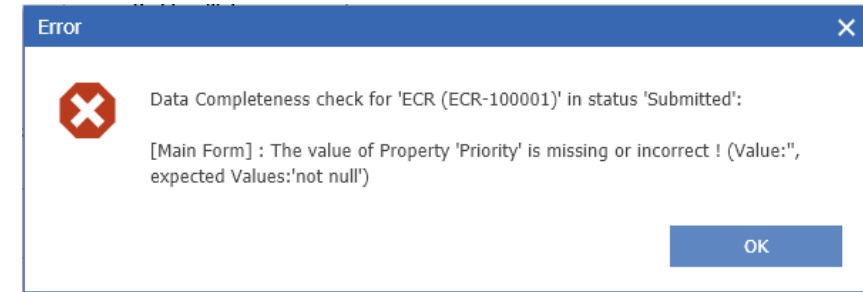 Error
Data Completeness check for 'ECR (ECR-100001)' in status 'Submitted':
[Main Form] : The value of Property 'Priority' is missing or incorrect ! (Value:'',
expected Values:'not null')
OK